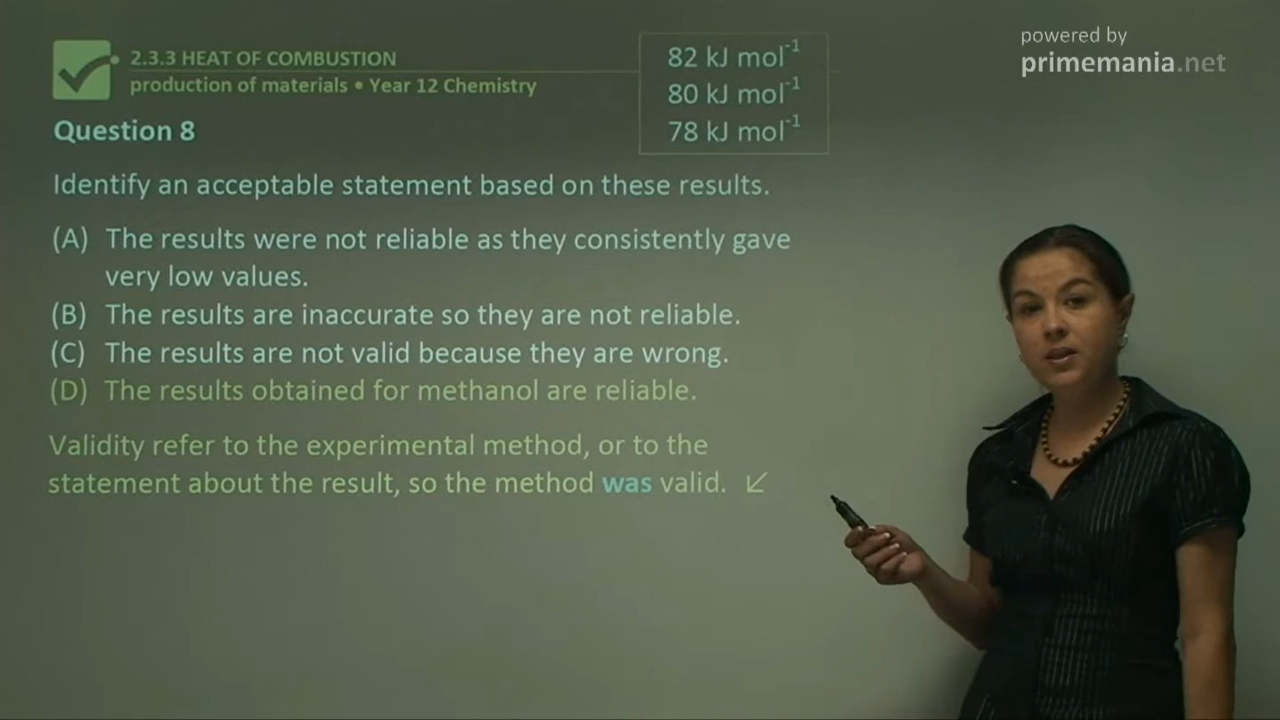 powered by
primemania.net
2.3.3 HEAT OF COMBUSTION
production of materials • Year 12 Chemistry
82 kJ mol⁻¹
80 kJ mol⁻¹
78 kJ mol⁻¹
Question 8
Identify an acceptable statement based on these results.
(A) The results were not reliable as they consistently gave
very low values.
(B) The results are inaccurate so they are not reliable.
(C) The results are not valid because they are wrong.
(D) The results obtained for methanol are reliable.
Validity refer to the experimental method, or to the
statement about the result, so the method was valid. ↙